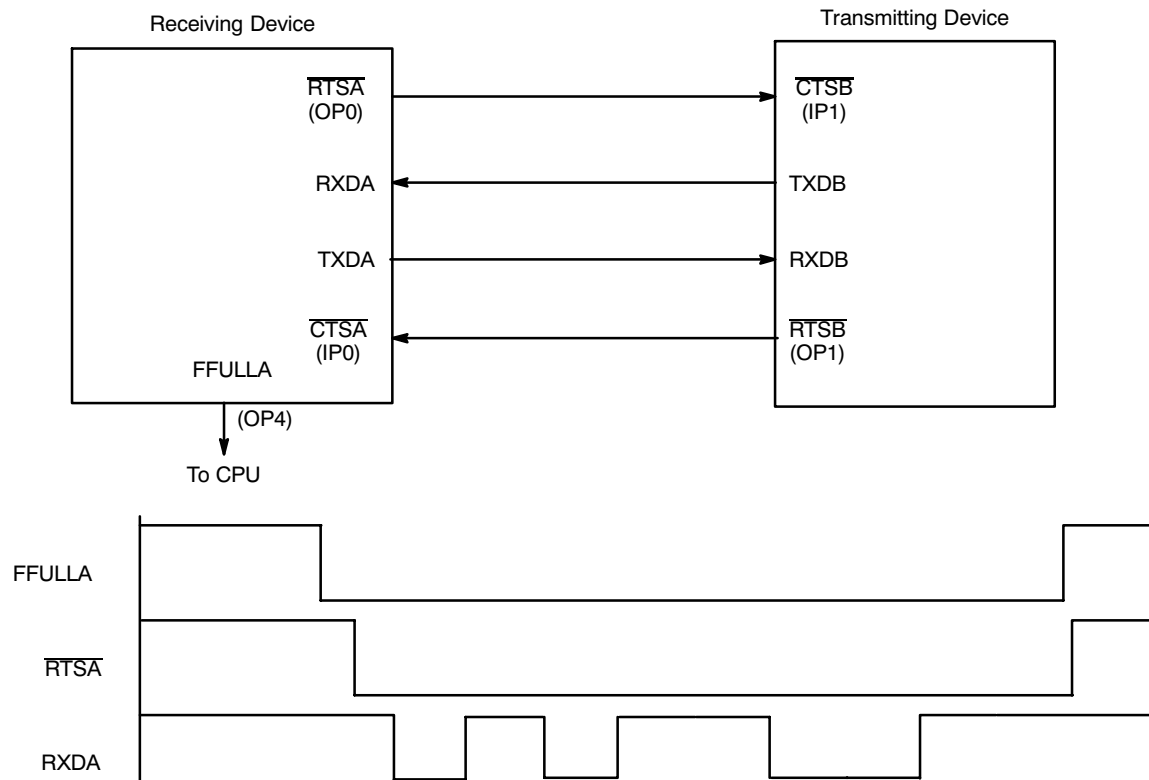 Receiving Device
Transmitting Device
RTSA
(OP0)
CTSB
(IP1)
RXDA
TXDB
TXDA
RXDB
CTSA
(IP0)
RTSB
(OP1)
FFULLA
(OP4)
To CPU
FFULLA
RTSA
RXDA